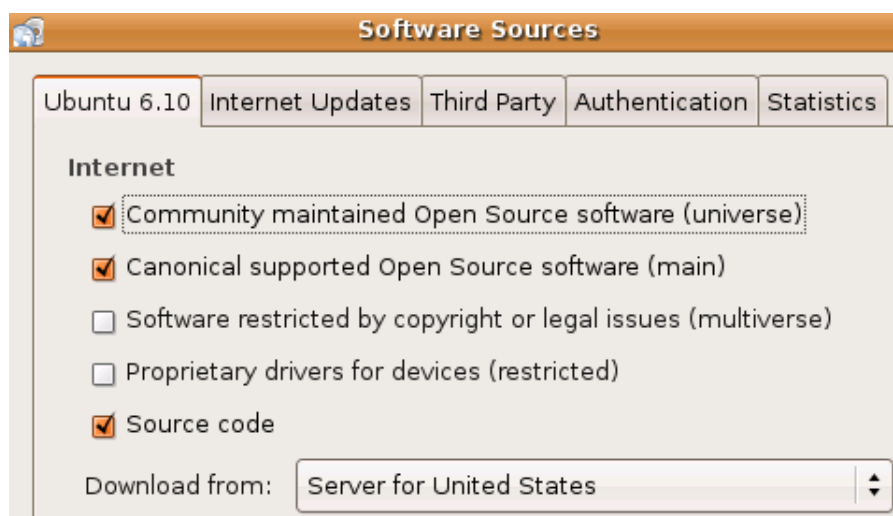 Software Sources
Ubuntu 6.10 Internet Updates Third Party Authentication Statistics
Internet
Community maintained Open Source software (universe)
Canonical supported Open Source software (main)
Software restricted by copyright or legal issues (multiverse)
Proprietary drivers for devices (restricted)
Source code
Download from: Server for United States